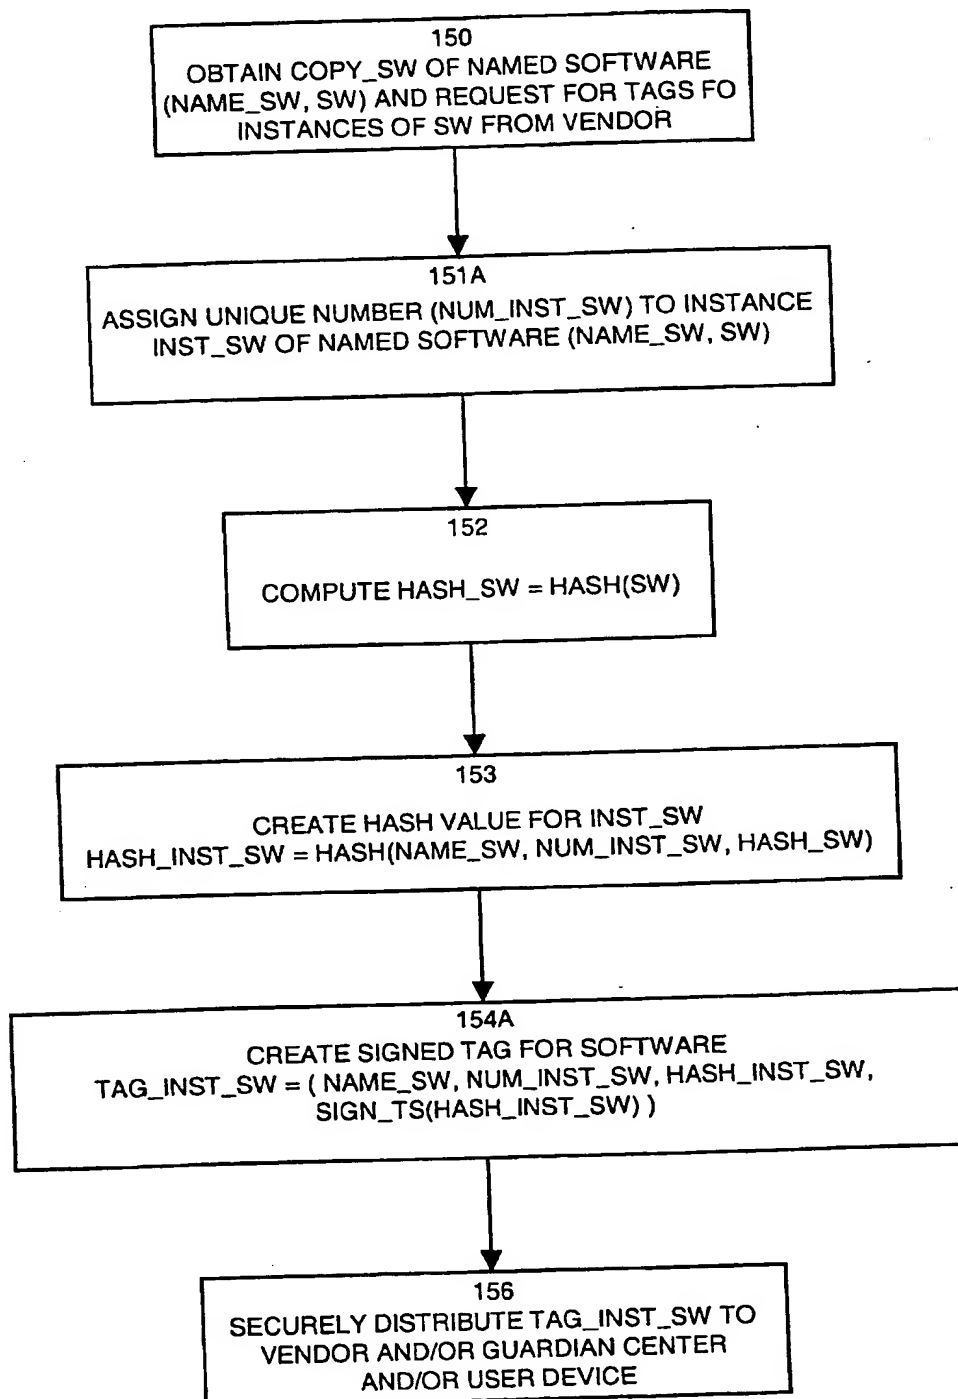 150
OBTAIN COPY_SW OF NAMED SOFTWARE
(NAME_SW, SW) AND REQUEST FOR TAGS FO
INSTANCES OF SW FROM VENDOR
151A
ASSIGN UNIQUE NUMBER (NUM_INST_SW) TO INSTANCE
INST_SW OF NAMED SOFTWARE (NAME_SW, SW)
152
COMPUTE HASH_SW = HASH(SW)
153
CREATE HASH VALUE FOR INST_SW
HASH_INST_SW = HASH(NAME_SW, NUM_INST_SW, HASH_SW)
154A
CREATE SIGNED TAG FOR SOFTWARE
TAG_INST_SW = ( NAME_SW, NUM_INST_SW, HASH_INST_SW,
SIGN_TS(HASH_INST_SW) )
156
SECURELY DISTRIBUTE TAG_INST_SW TO
VENDOR AND/OR GUARDIAN CENTER
AND/OR USER DEVICE